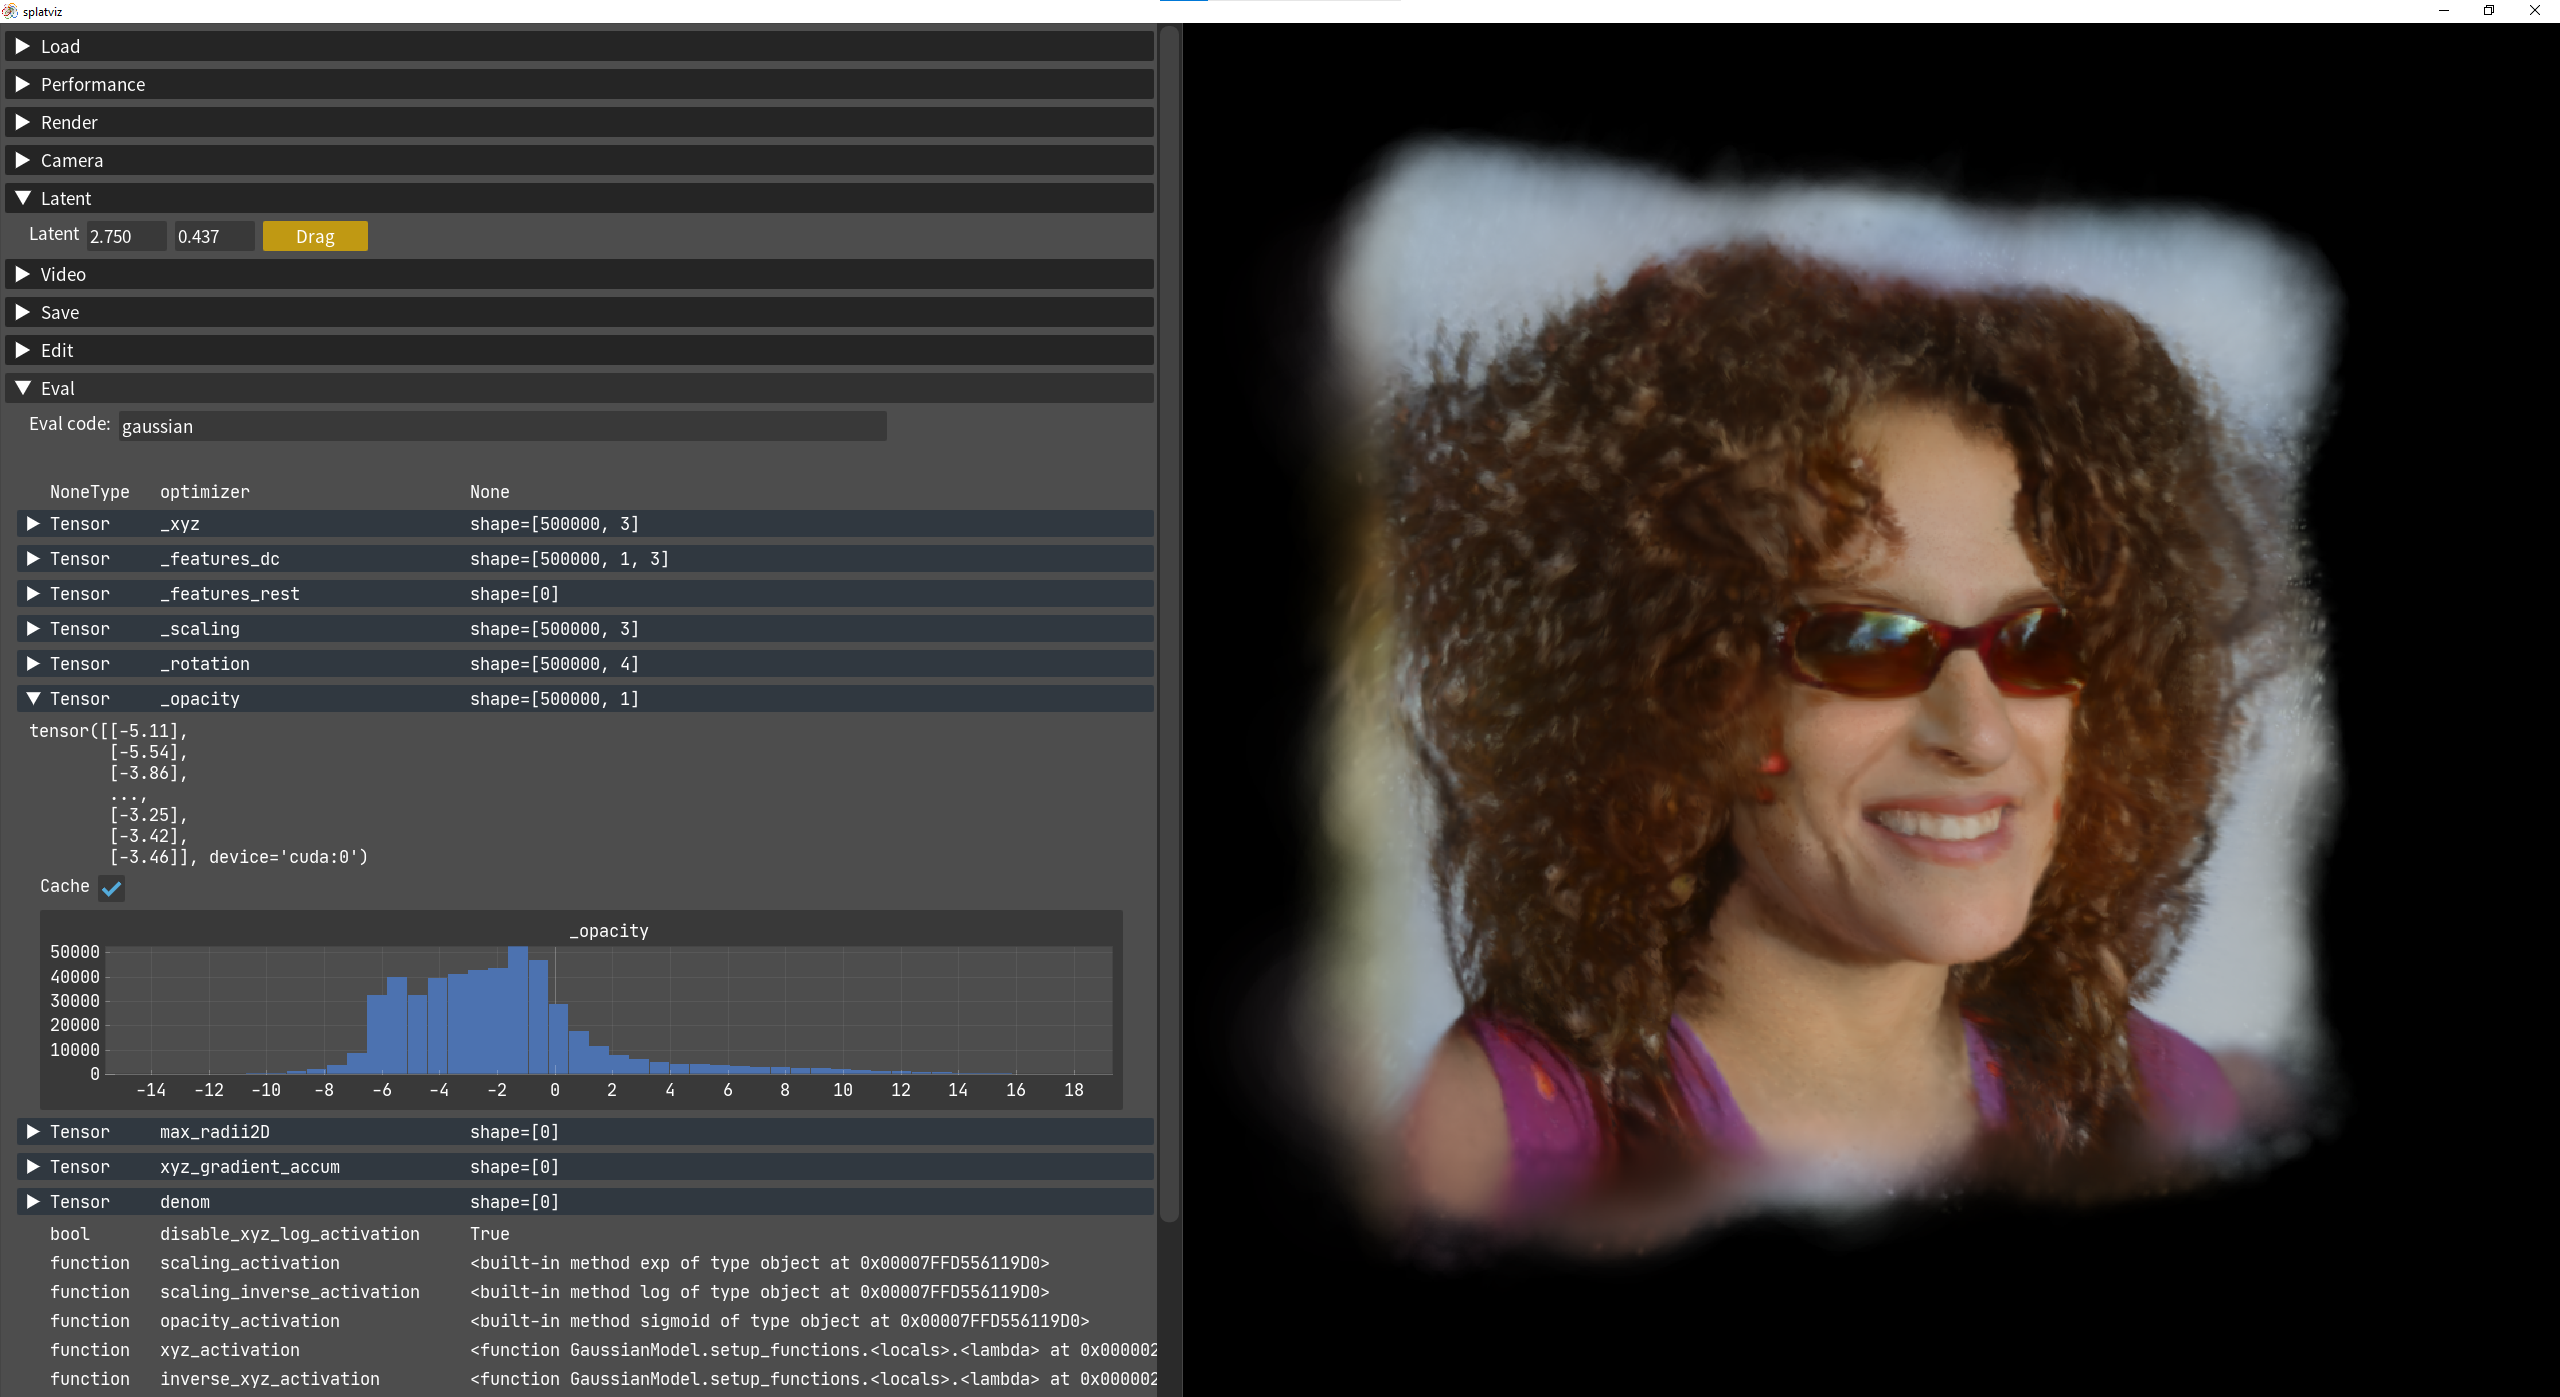 splatviz
Load
Performance
Render
Camera
Latent
Latent 2.750 0.437 Drag
Video
Save
Edit
Eval
Eval code: gaussian
NoneType optimizer None
Tensor _xyz shape=[500000, 3]
Tensor _features_dc shape=[500000, 1, 3]
Tensor _features_rest shape=[0]
Tensor _scaling shape=[500000, 3]
Tensor _rotation shape=[500000, 4]
Tensor _opacity shape=[500000, 1]
tensor([[-5.11],
[-5.54],
[-3.86],
...,
[-3.25],
[-3.42],
[-3.46]], device='cuda:0')
Cache
_opacity
50000
40000
30000
20000
10000
0
-14 -12 -10 -8 -6 -4 -2 0 2 4 6 8 10 12 14 16 18
Tensor max_radii2D shape=[0]
Tensor xyz_gradient_accum shape=[0]
Tensor denom shape=[0]
bool disable_xyz_log_activation True
function scaling_activation <built-in method exp of type object at 0x00007FFD556119D0>
function scaling_inverse_activation <built-in method log of type object at 0x00007FFD556119D0>
function opacity_activation <built-in method sigmoid of type object at 0x00007FFD556119D0>
function xyz_activation <function GaussianModel.setup_functions.<locals>.<lambda> at 0x000002
function inverse_xyz_activation <function GaussianModel.setup_functions.<locals>.<lambda> at 0x000002